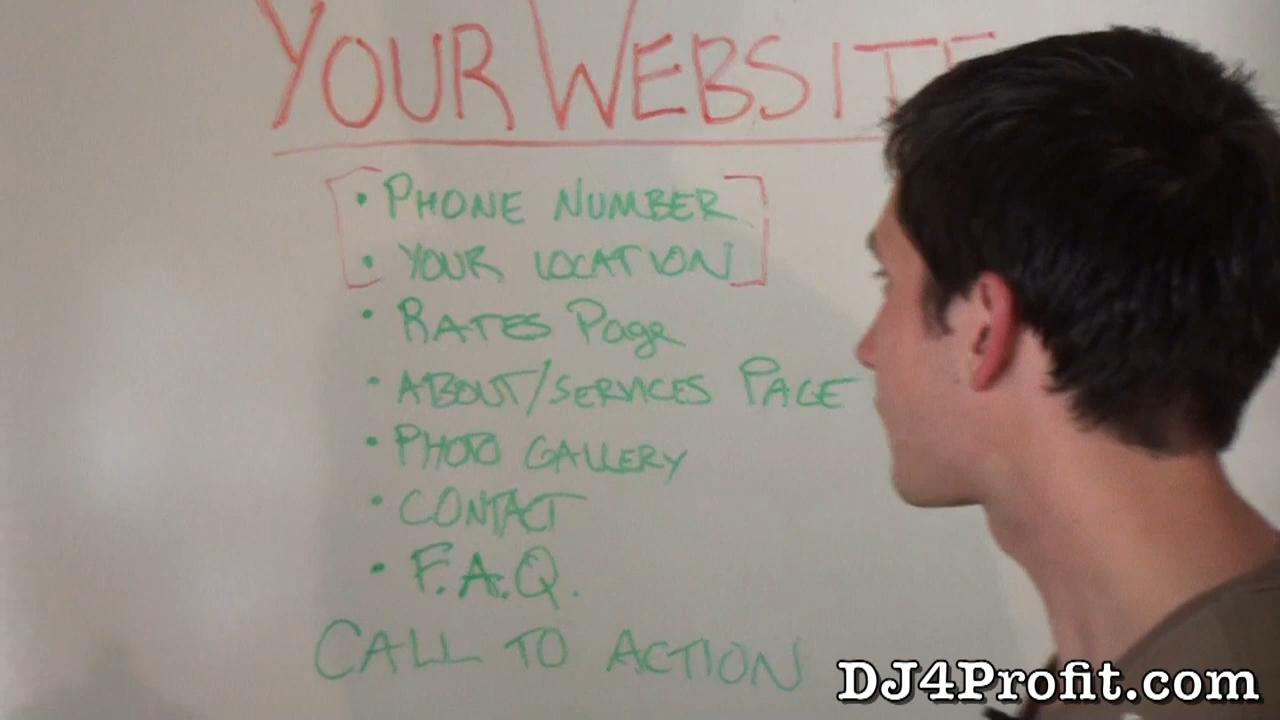 YOUR WEBSITE
• PHONE NUMBER
• YOUR LOCATION
• RATES Page
• ABOUT/SERVICES PAGE
• PHOTO GALLERY
• CONTACT
• F.A.Q.
CALL TO ACTION
DJ4Profit.com